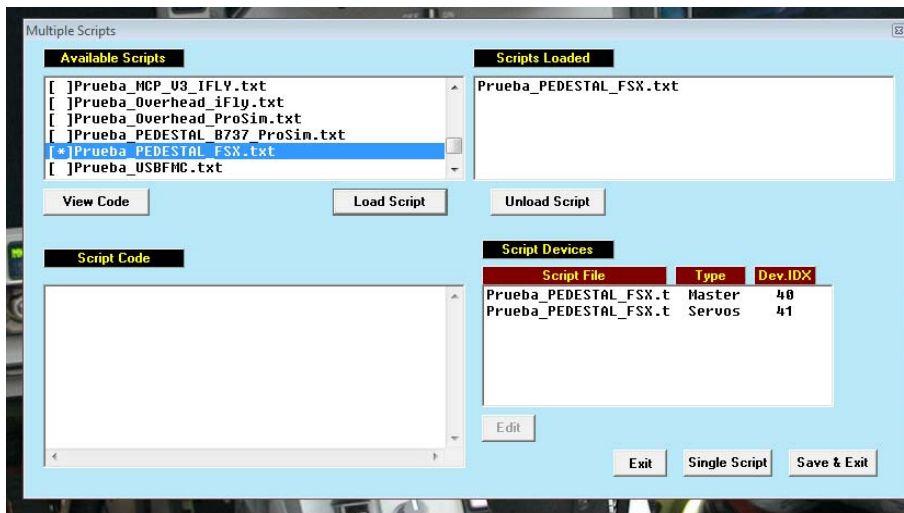 Multiple Scripts
Available Scripts
[ ]Prueba_MCP_V3_IFLY.txt
[ ]Prueba_Overhead_iFly.txt
[ ]Prueba_Overhead_ProSim.txt
[ ]Prueba_PEDESTAL_B737_ProSim.txt
[*]Prueba_PEDESTAL_FSX.txt
[ ]Prueba_USBFMC.txt
View Code
Load Script
Scripts Loaded
Prueba_PEDESTAL_FSX.txt
Unload Script
Script Code
Script Devices
Script File Type Dev.IDX
Prueba_PEDESTAL_FSX.t Master 40
Prueba_PEDESTAL_FSX.t Servos 41
Edit
Exit Single Script Save & Exit